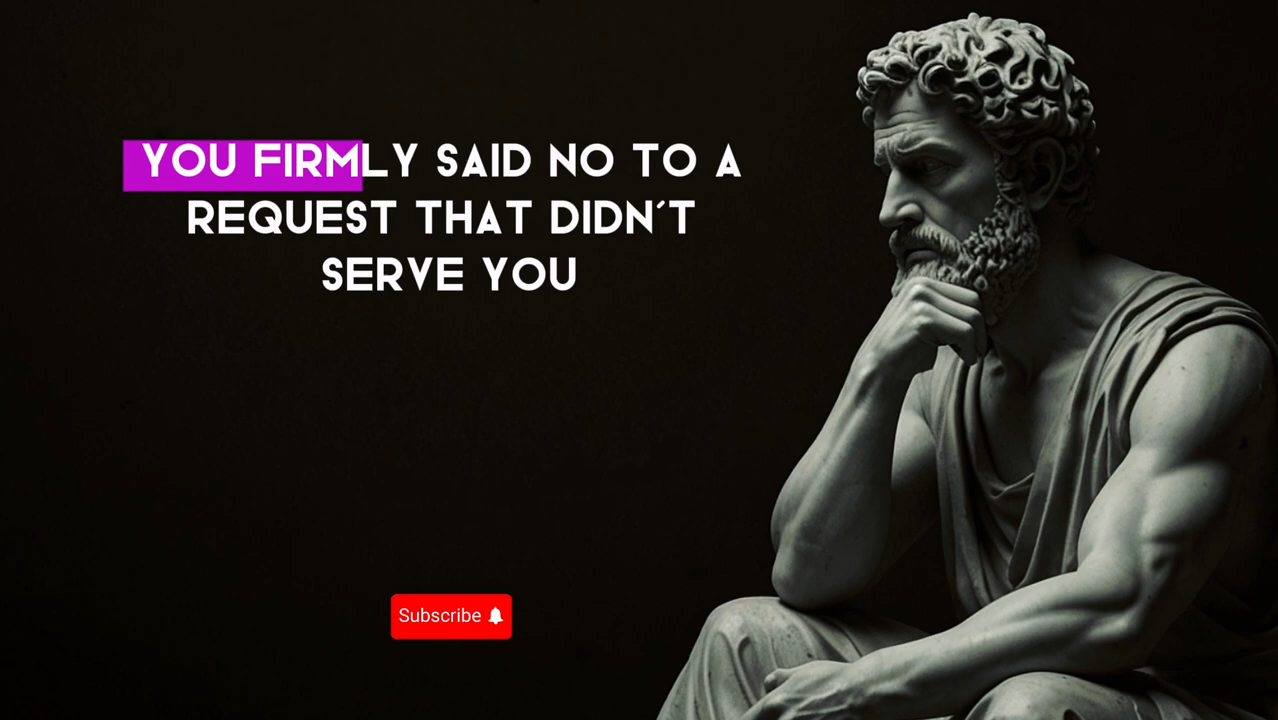 YOU FIRMLY SAID NO TO A
REQUEST THAT DIDN'T
SERVE YOU
Subscribe